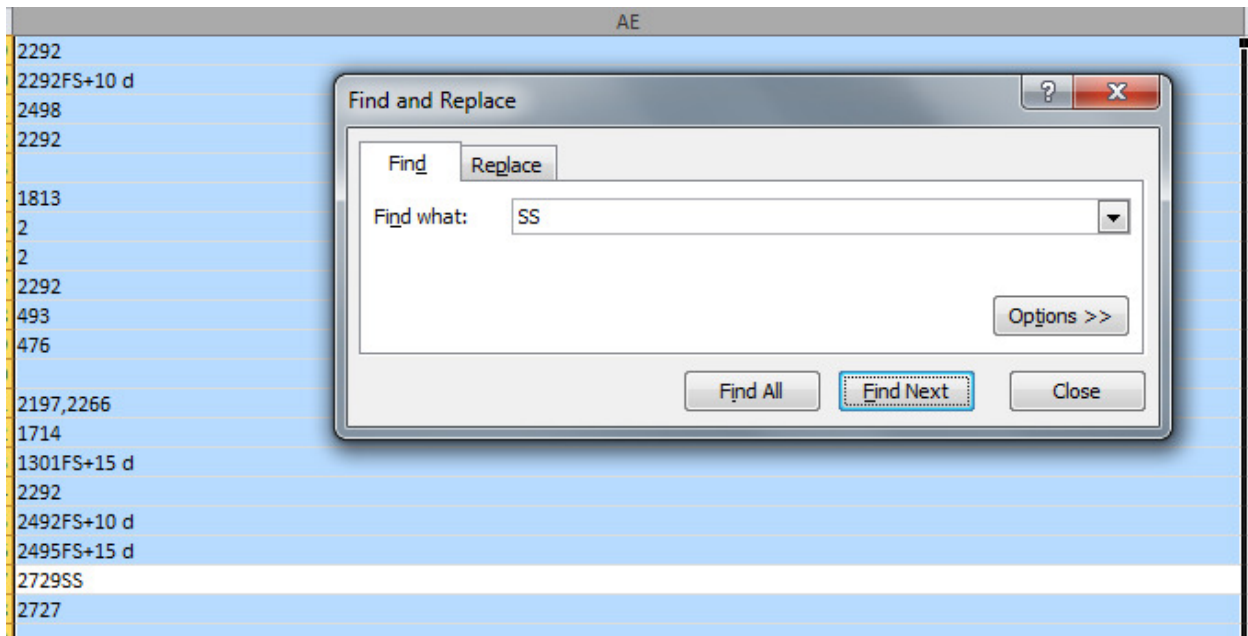 AE
2292
2292FS+10 d
2498
2292
1813
2
2
2292
493
476
2197,2266
1714
1301FS+15 d
2292
2492FS+10 d
2495FS+15 d
2729SS
2727
Find and Replace
?
X
Find
Replace
Find what:
SS
Options >>
Find All
Find Next
Close